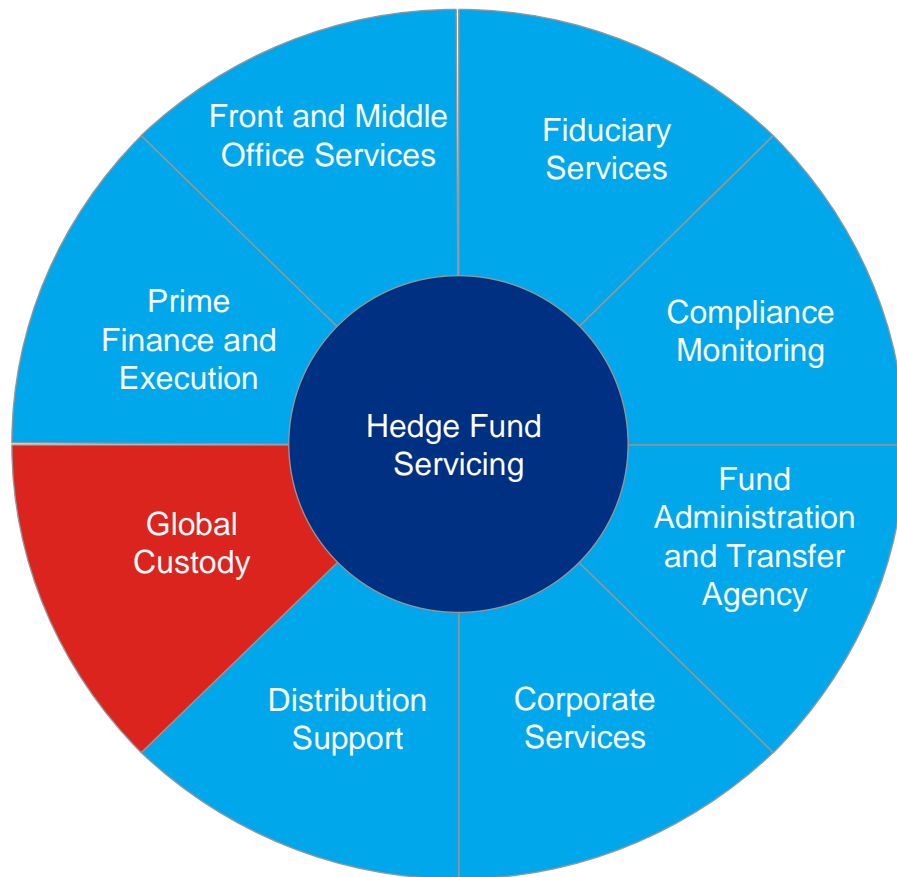 Front and Middle
Office Services
Fiduciary
Services
Prime
Finance and
Execution
Compliance
Monitoring
Hedge Fund
Servicing
Global
Custody
Fund
Administration
and Transfer
Agency
Distribution
Support
Corporate
Services